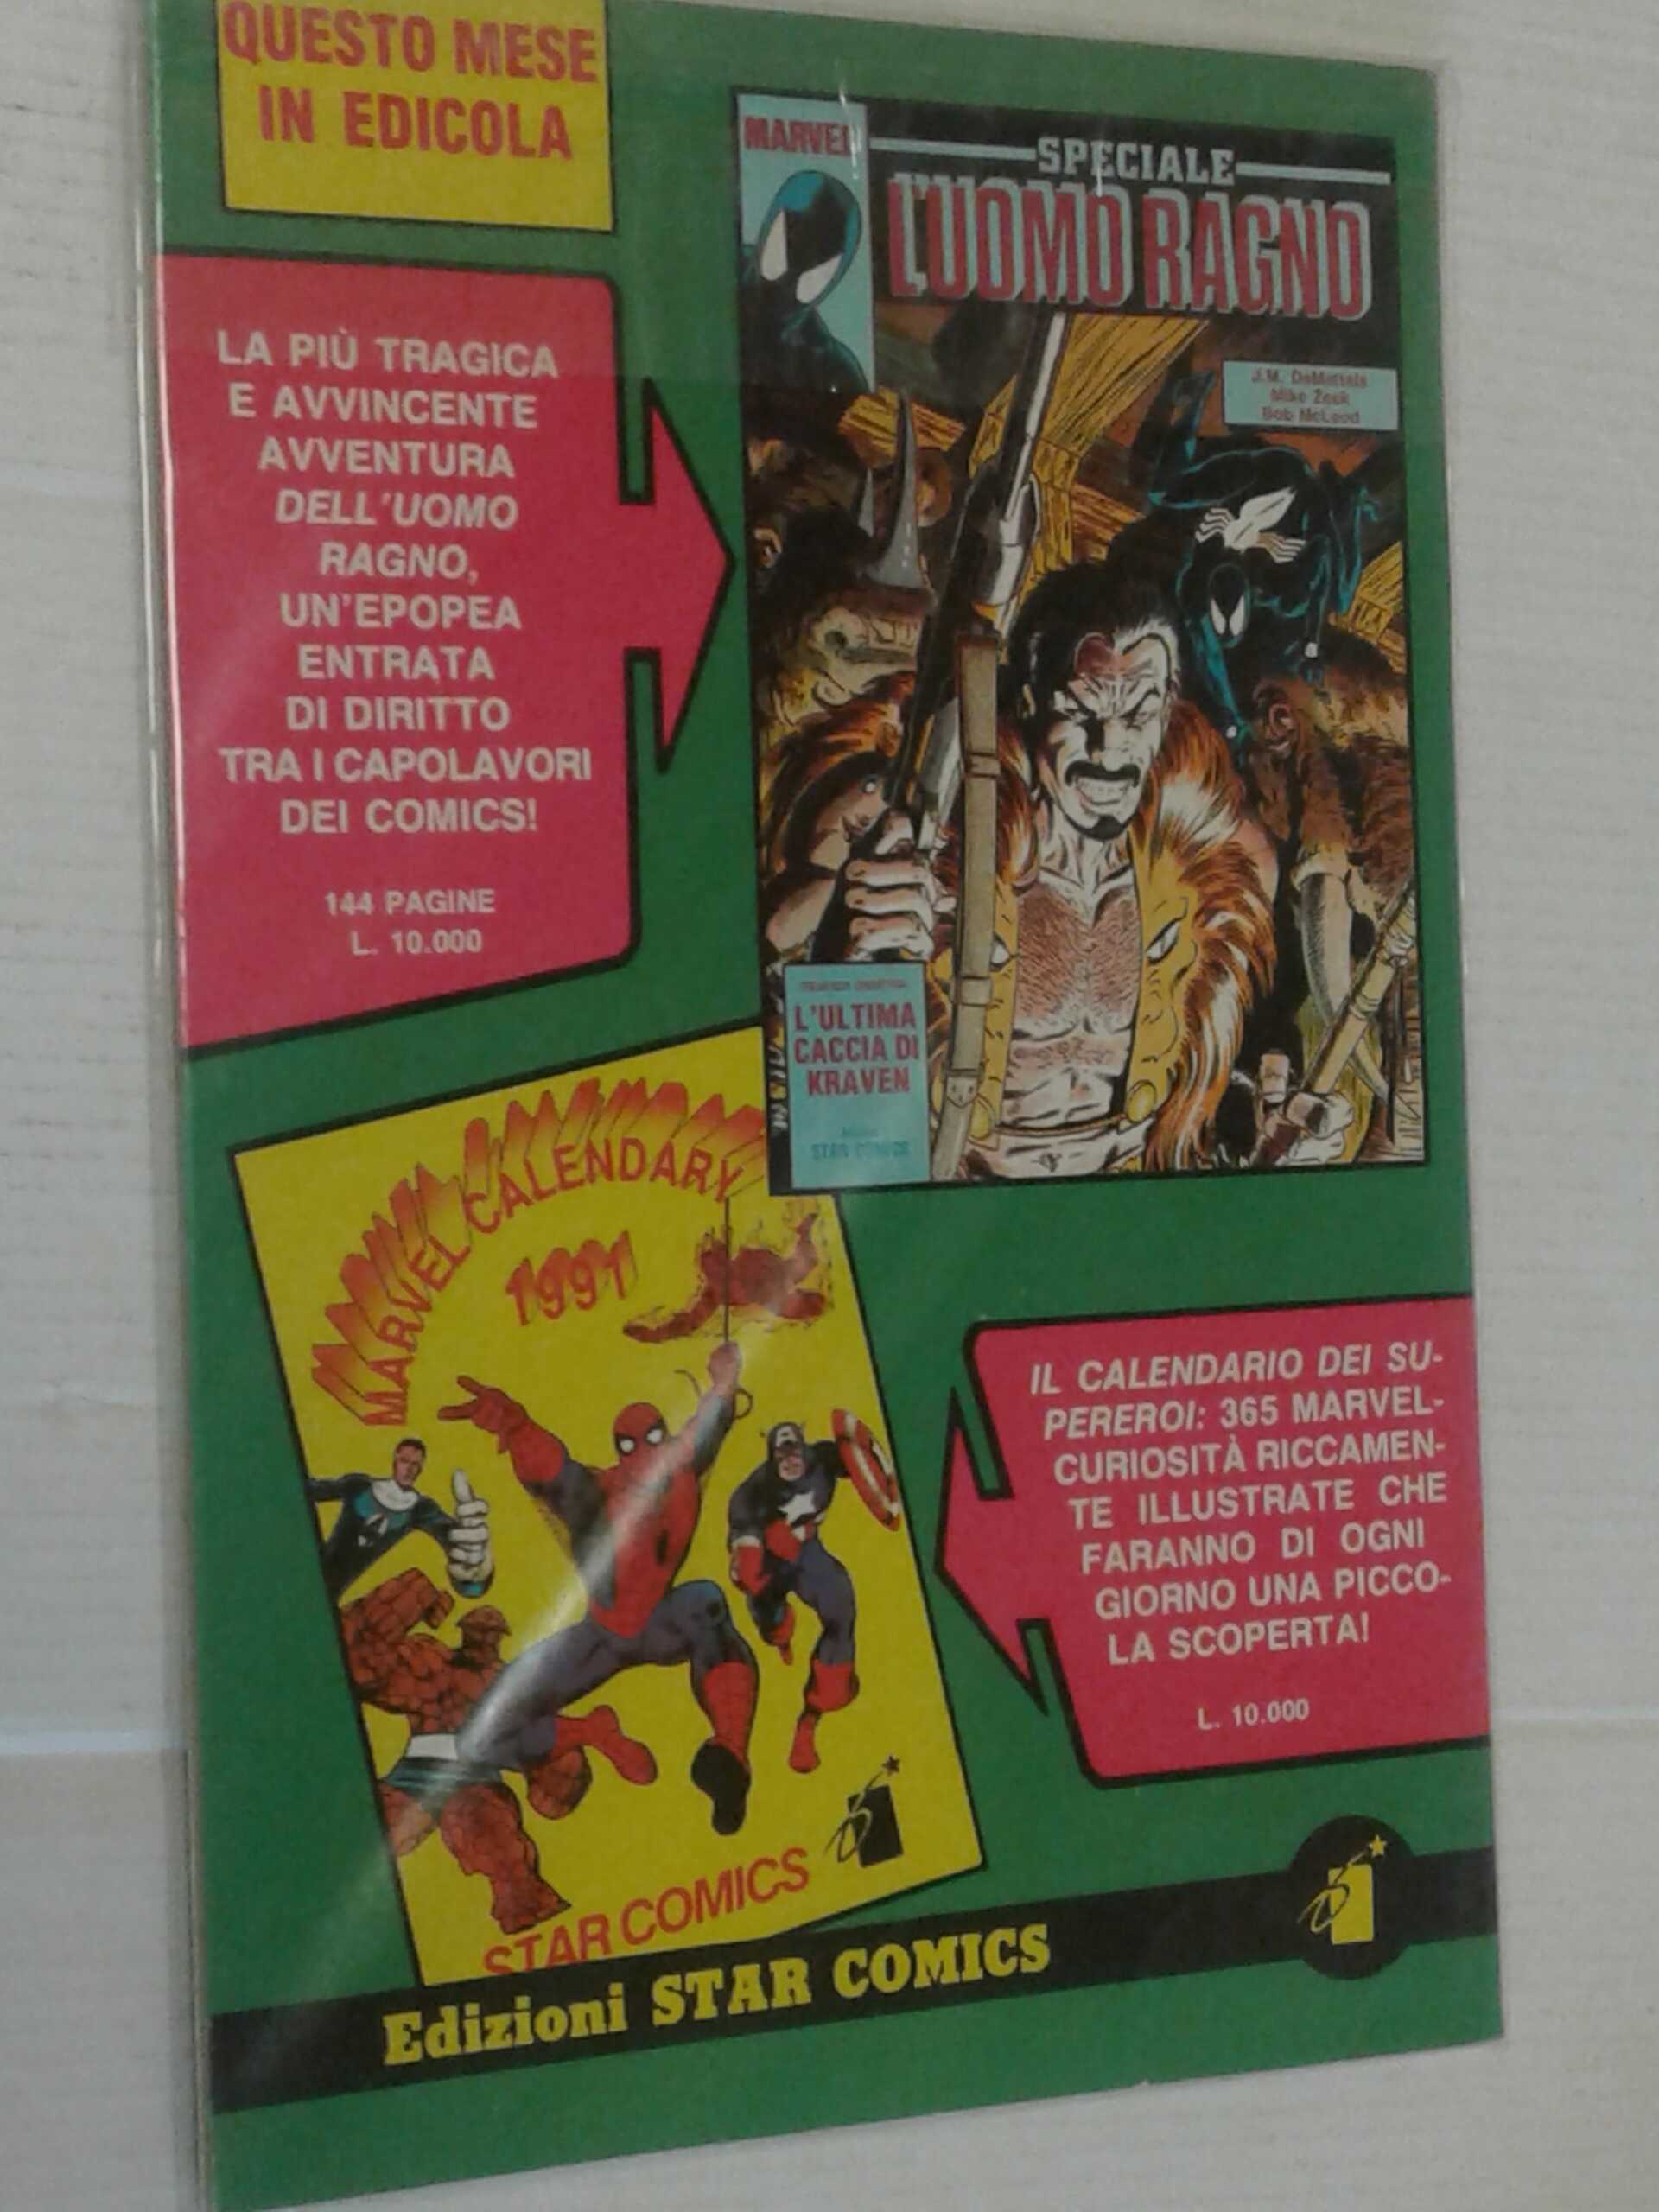 QUESTO MESE
IN EDICOLA
MARVEL
SPECIALE
L'UOMO RAGNO
J.M. DeMatteis
Mike Zeck
Bob McLeod
LA PIÙ TRAGICA
E AVVINCENTE
AVVENTURA
DELL'UOMO
RAGNO,
UN'EPOPEA
ENTRATA
DI DIRITTO
TRA I CAPOLAVORI
DEI COMICS!
144 PAGINE
L. 10.000
L'ULTIMA
CACCIA DI
KRAVEN
STAR COMICS
MARVEL CALENDARY
1991
A
4
STAR COMICS
IL CALENDARIO DEI SU-
PEREROI: 365 MARVEL-
CURIOSITÀ RICCAMEN-
TE ILLUSTRATE CHE
FARANNO DI OGNI
GIORNO UNA PICCO-
LA SCOPERTA!
L. 10.000
Edizioni STAR COMICS